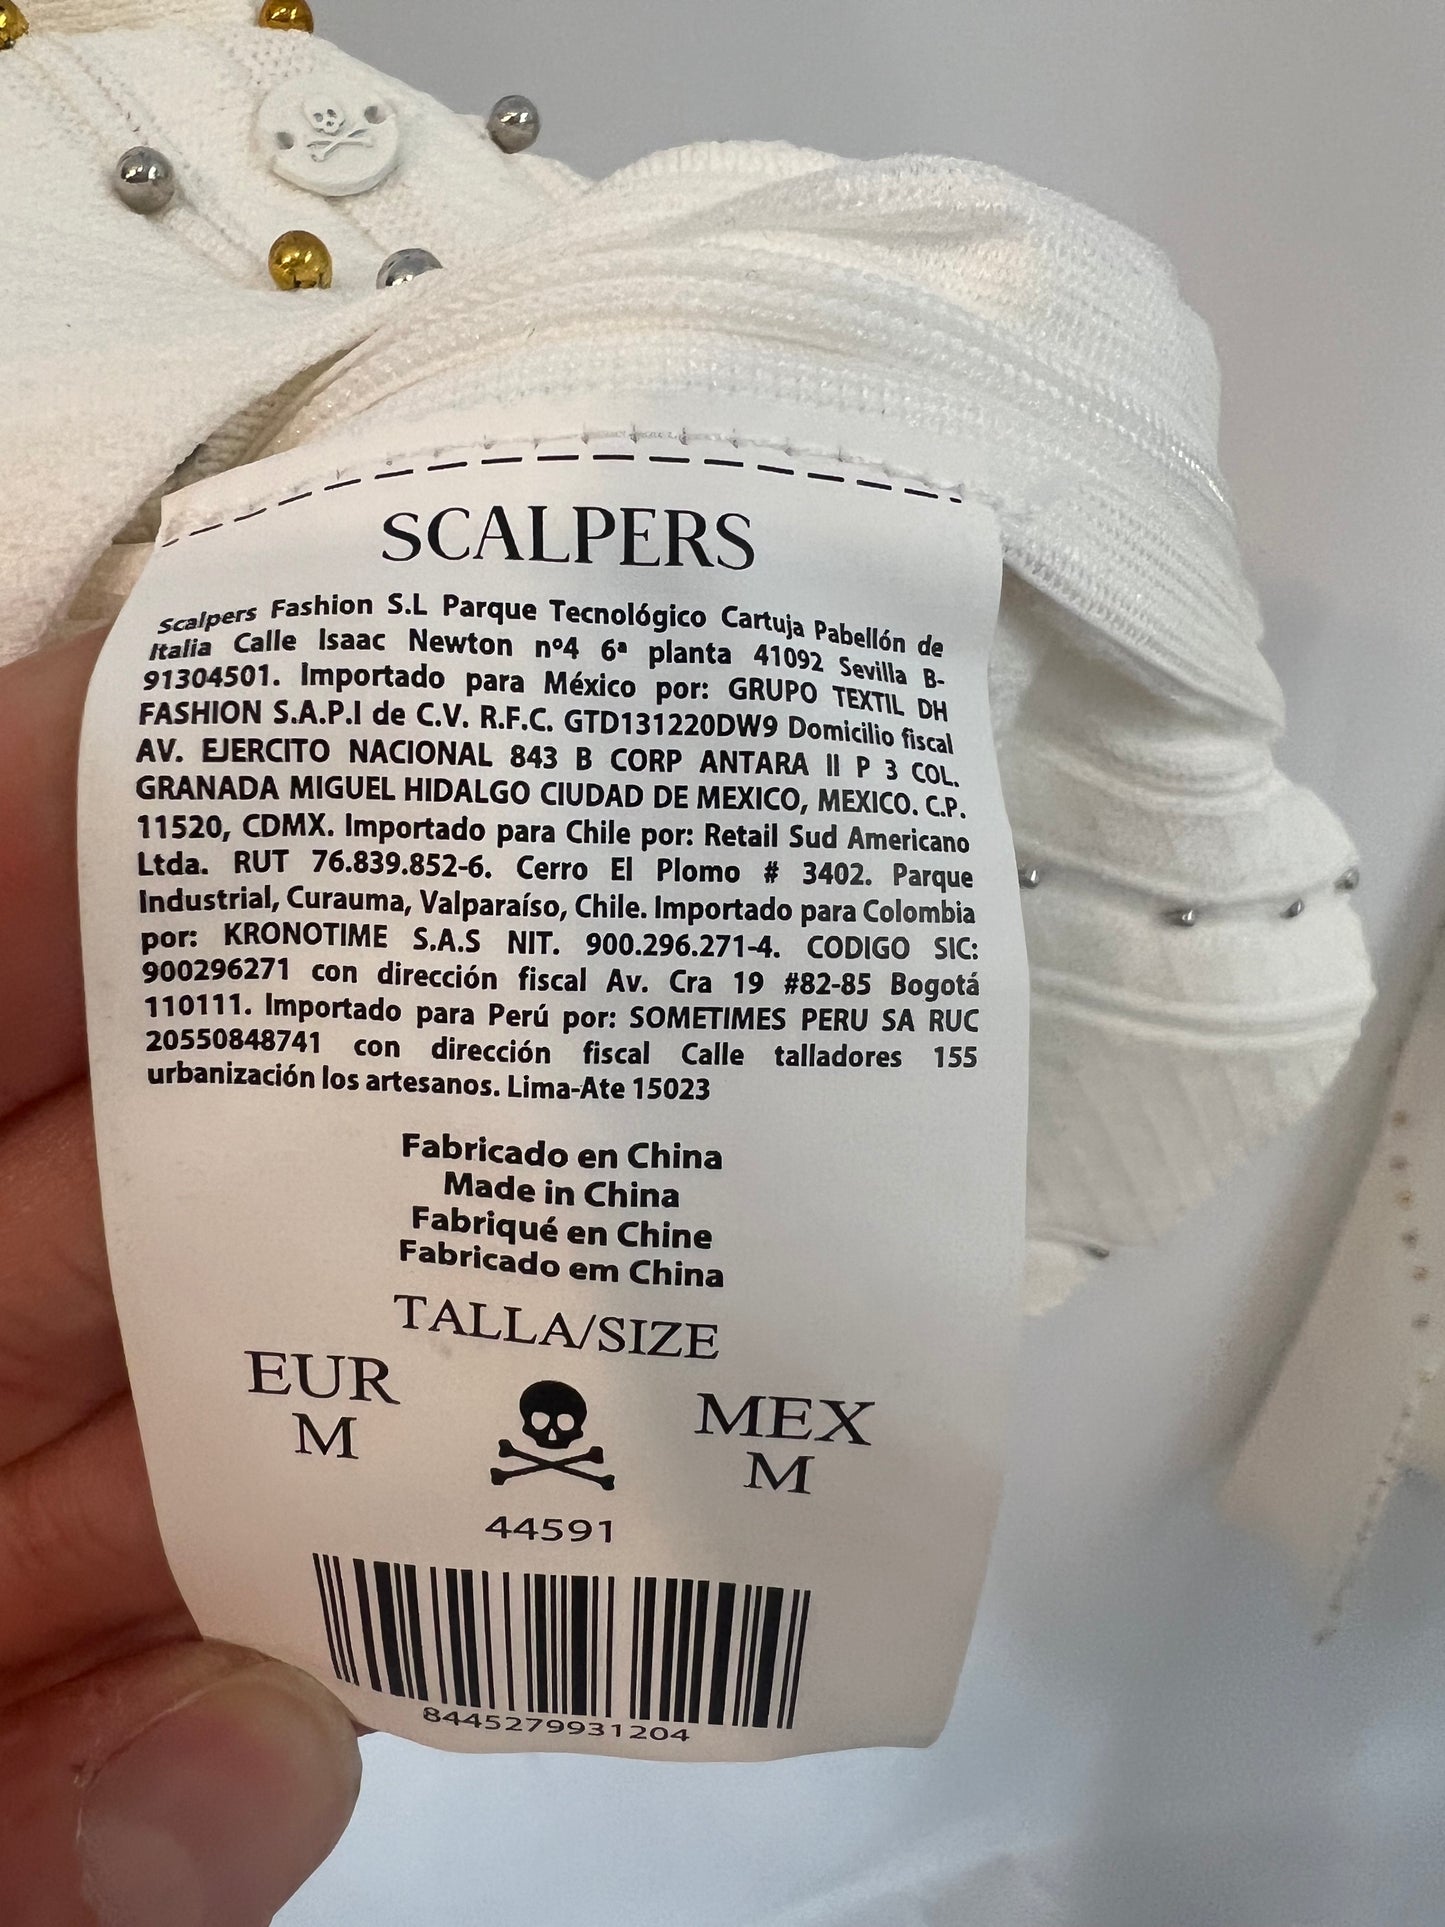 SCALPERS
Scalpers Fashion S.L Parque Tecnológico Cartuja Pabellón de
Italia Calle Isaac Newton nº4 6ª planta 41092 Sevilla B-
91304501. Importado para México por: GRUPO TEXTIL DH
FASHION S.A.P.I de C.V. R.F.C. GTD131220DW9 Domicilio fiscal
AV. EJERCITO NACIONAL 843 B CORP ANTARA II P 3 COL.
GRANADA MIGUEL HIDALGO CIUDAD DE MEXICO, MEXICO. C.P.
11520, CDMX. Importado para Chile por: Retail Sud Americano
Ltda. RUT 76.839.852-6. Cerro El Plomo # 3402. Parque
Industrial, Curauma, Valparaíso, Chile. Importado para Colombia
por: KRONOTIME S.A.S NIT. 900.296.271-4. CODIGO SIC:
900296271 con dirección fiscal Av. Cra 19 #82-85 Bogotá
110111. Importado para Perú por: SOMETIMES PERU SA RUC
20550848741 con dirección fiscal Calle talladores 155
urbanización los artesanos. Lima-Ate 15023
Fabricado en China
Made in China
Fabriqué en Chine
Fabricado em China
TALLA/SIZE
EUR MEX
M M
44591
8445279931204